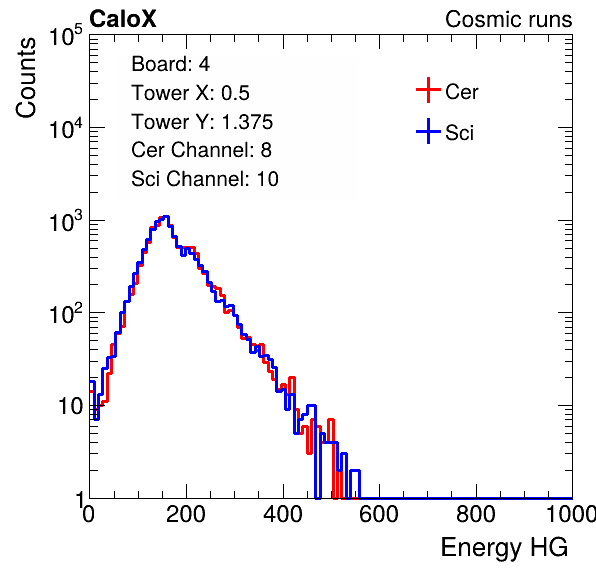 CaloX Cosmic runs
Counts
10^5
10^4
10^3
10^2
10
1
Board: 4
Tower X: 0.5
Tower Y: 1.375
Cer Channel: 8
Sci Channel: 10
Cer
Sci
0 200 400 600 800 1000
Energy HG